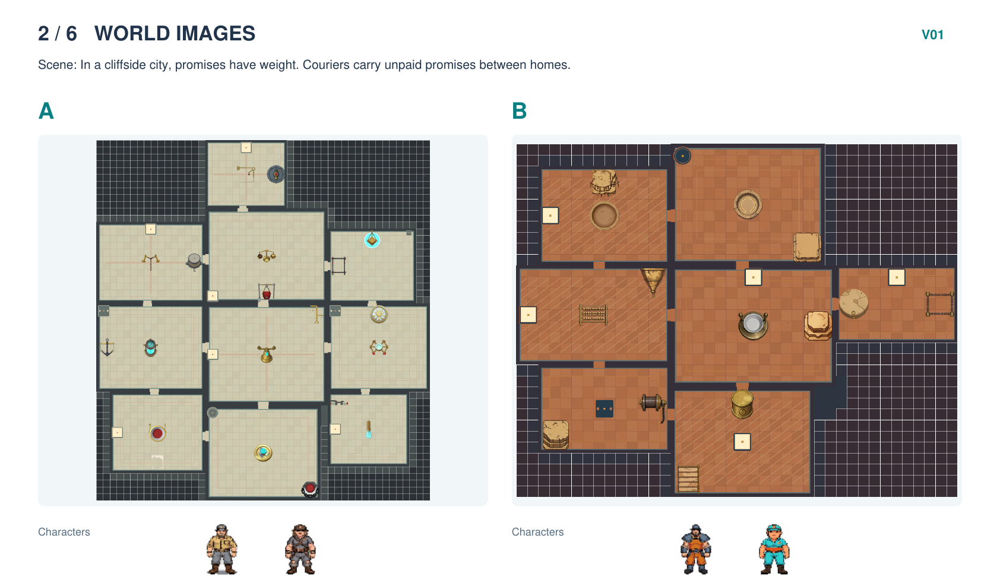 2 / 6 WORLD IMAGES
V01
Scene: In a cliffside city, promises have weight. Couriers carry unpaid promises between homes.
A
B
Characters
Characters